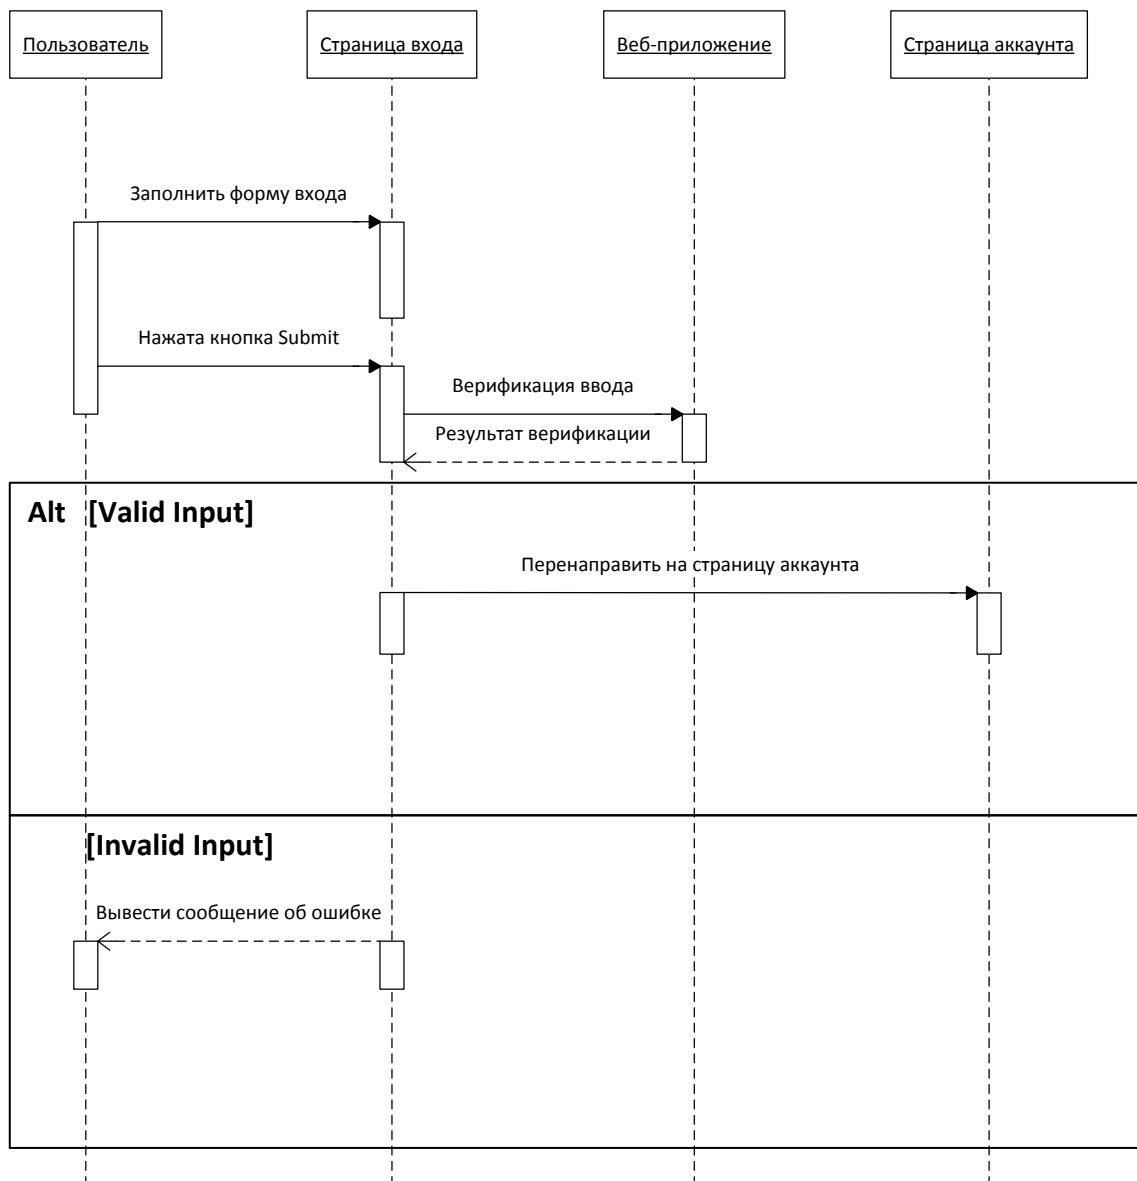 Пользователь
Страница входа
Веб-приложение
Страница аккаунта
Заполнить форму входа
Нажата кнопка Submit
Верификация ввода
Результат верификации
Alt [Valid Input]
Перенаправить на страницу аккаунта
[Invalid Input]
Вывести сообщение об ошибке